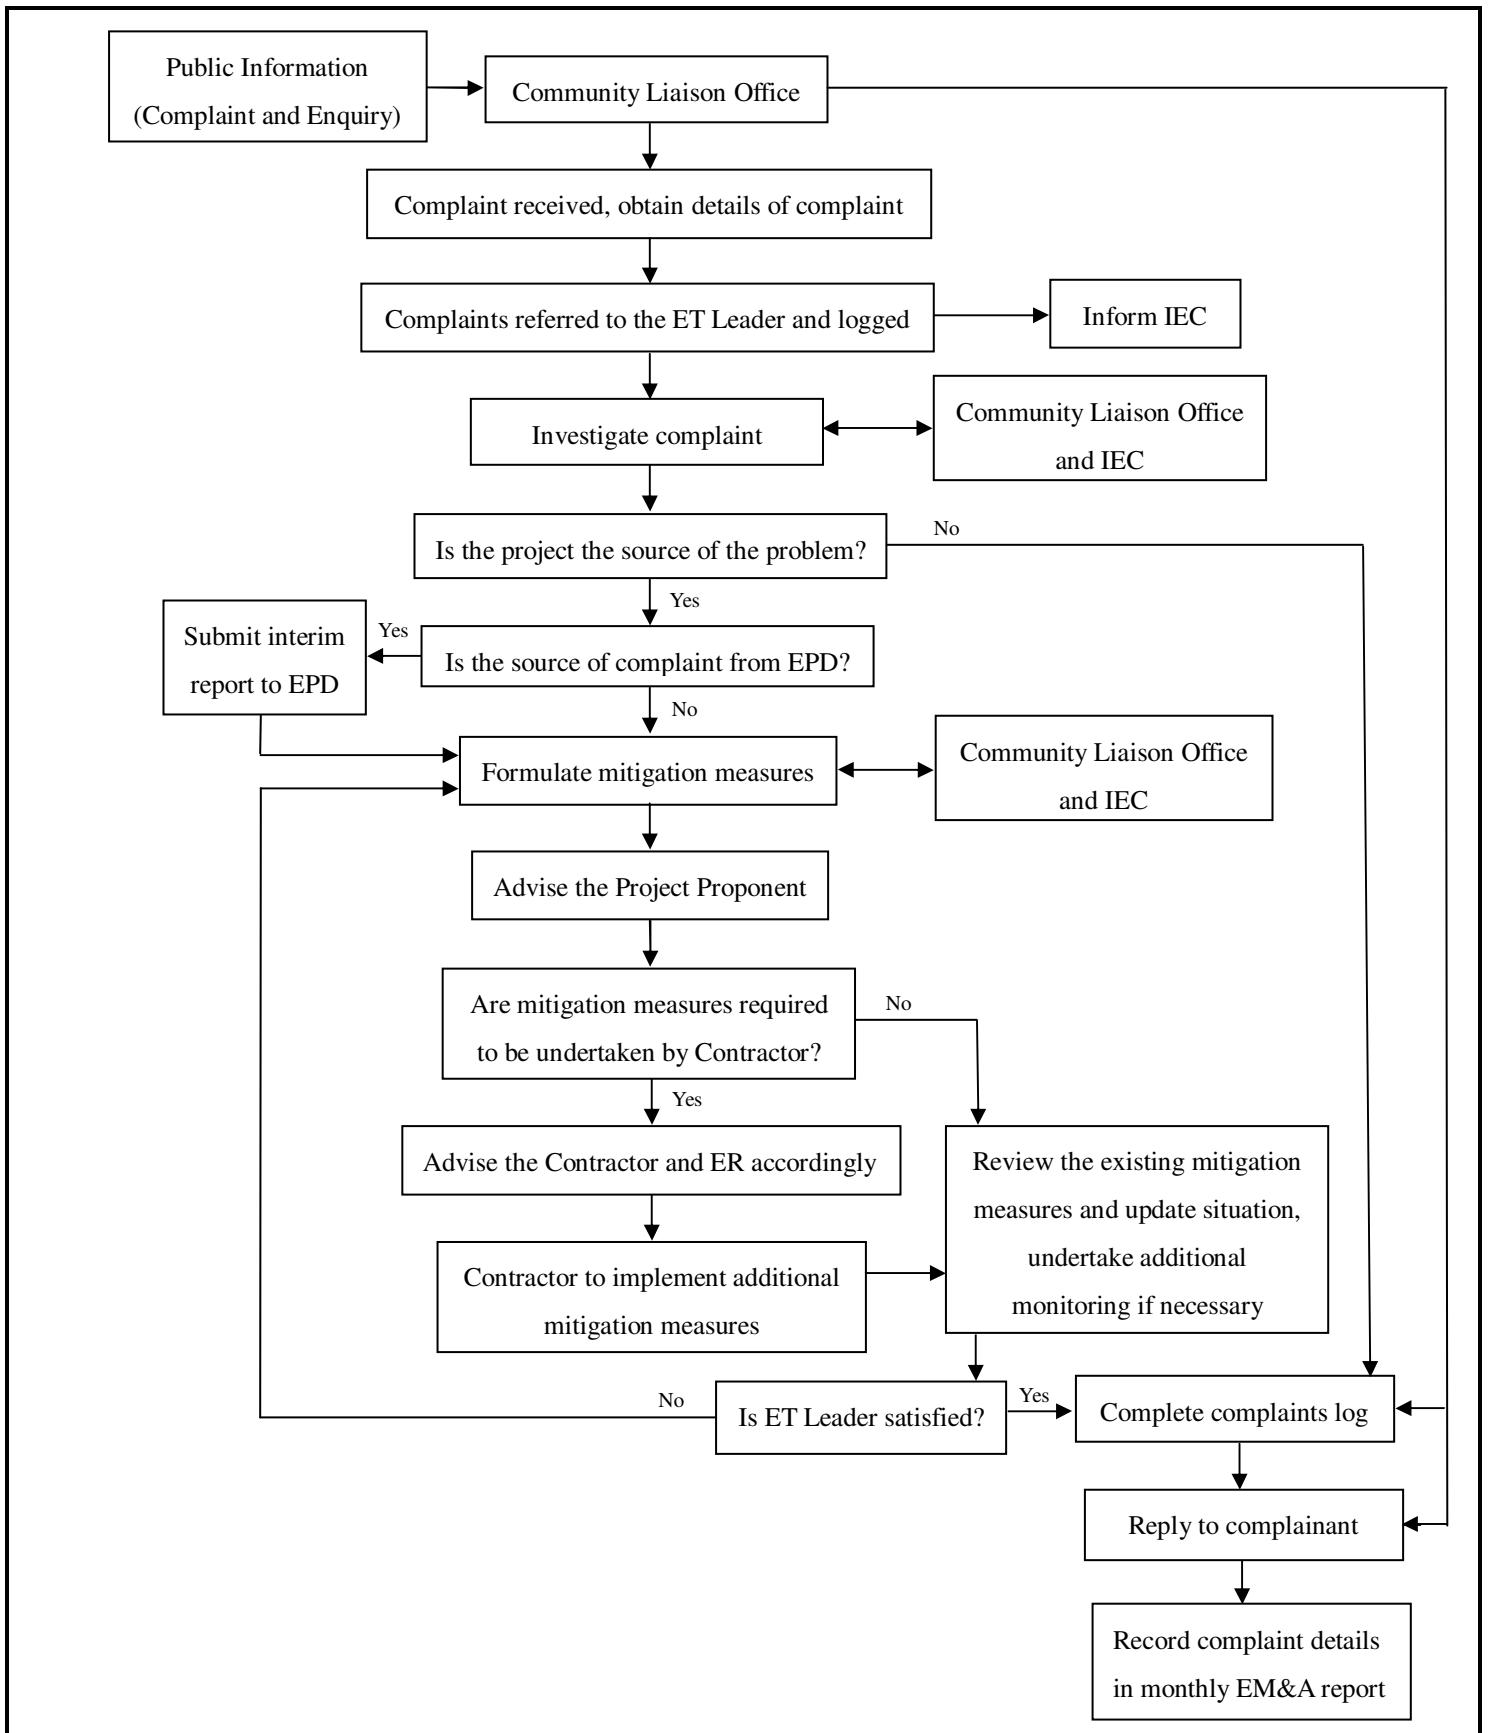 Public Information
(Complaint and Enquiry)
Community Liaison Office
Complaint received, obtain details of complaint
Complaints referred to the ET Leader and logged
Inform IEC
Investigate complaint
Community Liaison Office
and IEC
Is the project the source of the problem?
No
Yes
Submit interim
report to EPD
Yes
Is the source of complaint from EPD?
No
Formulate mitigation measures
Community Liaison Office
and IEC
Advise the Project Proponent
Are mitigation measures required
to be undertaken by Contractor?
No
Yes
Advise the Contractor and ER accordingly
Review the existing mitigation
measures and update situation,
undertake additional
monitoring if necessary
Contractor to implement additional
mitigation measures
No
Is ET Leader satisfied?
Yes
Complete complaints log
Reply to complainant
Record complaint details
in monthly EM&A report